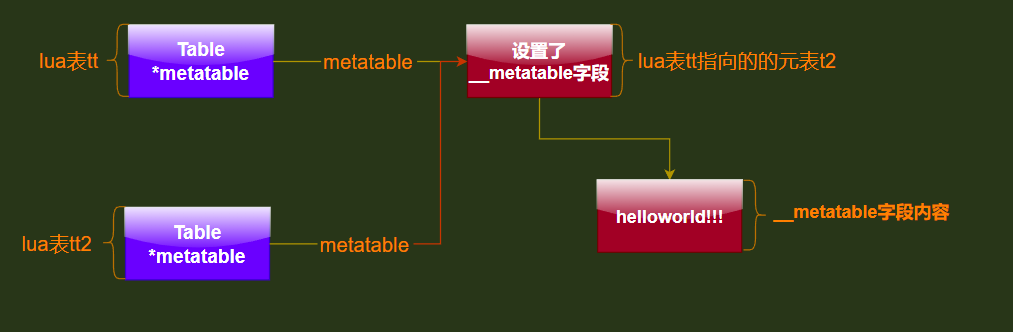 lua表tt
Table
*metatable
metatable
设置了
__metatable字段
lua表tt指向的的元表t2
helloworld!!!
__metatable字段内容
lua表tt2
Table
*metatable
metatable